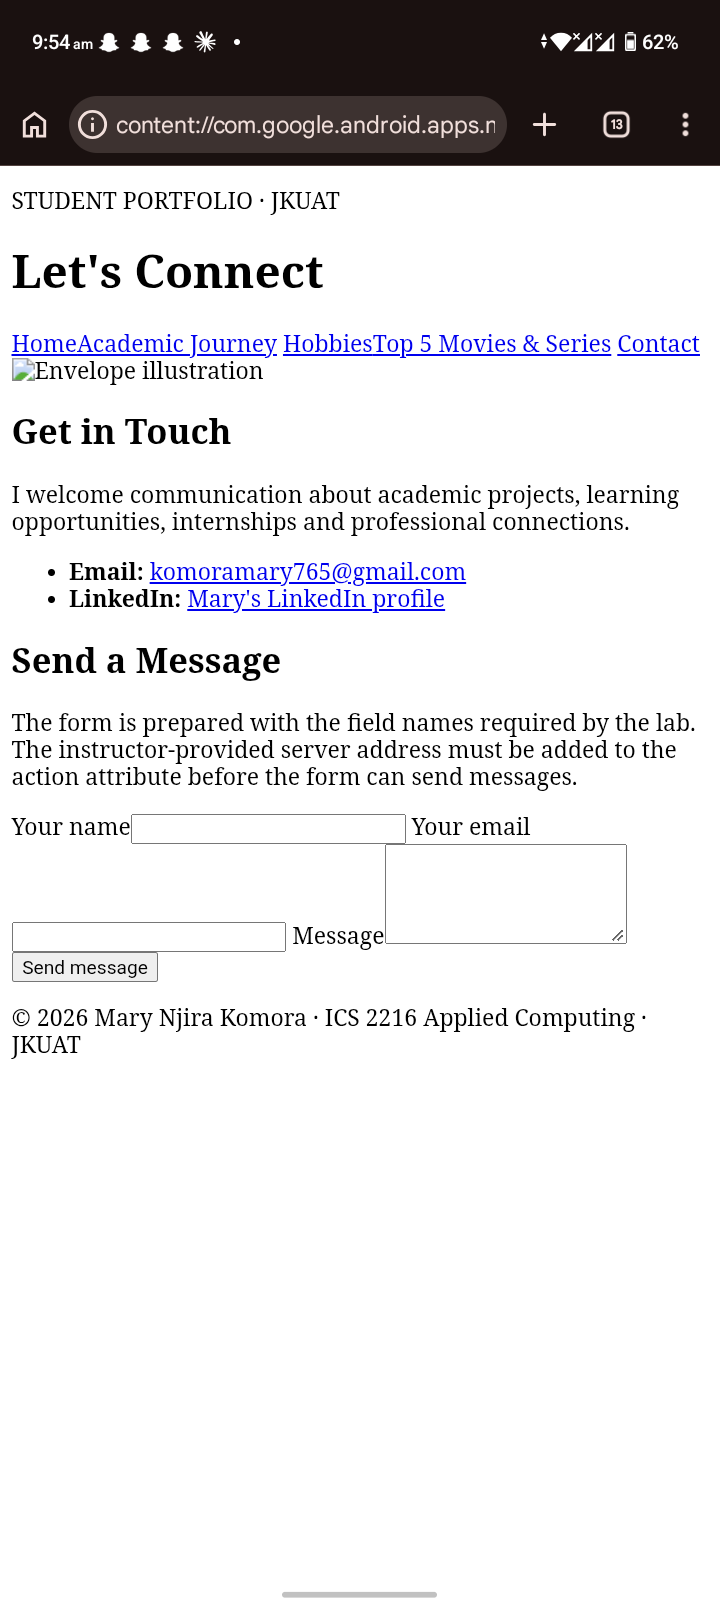 9:54 am
62%
content://com.google.android.apps.n
13
STUDENT PORTFOLIO · JKUAT
Let's Connect
HomeAcademic Journey HobbiesTop 5 Movies & Series Contact
Envelope illustration
Get in Touch
I welcome communication about academic projects, learning
opportunities, internships and professional connections.
• Email: komoramary765@gmail.com
• LinkedIn: Mary's LinkedIn profile
Send a Message
The form is prepared with the field names required by the lab.
The instructor-provided server address must be added to the
action attribute before the form can send messages.
Your name Your email
Message
Send message
© 2026 Mary Njira Komora · ICS 2216 Applied Computing ·
JKUAT